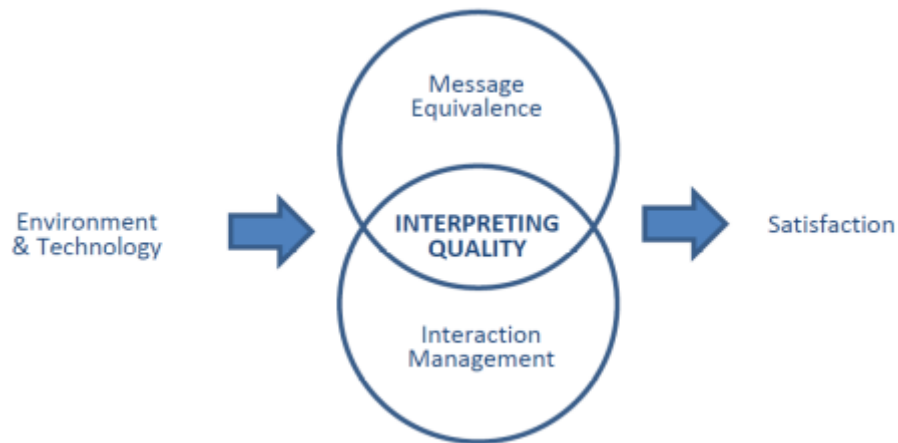 Message
Equivalence
Environment
& Technology
INTERPRETING
QUALITY
Satisfaction
Interaction
Management